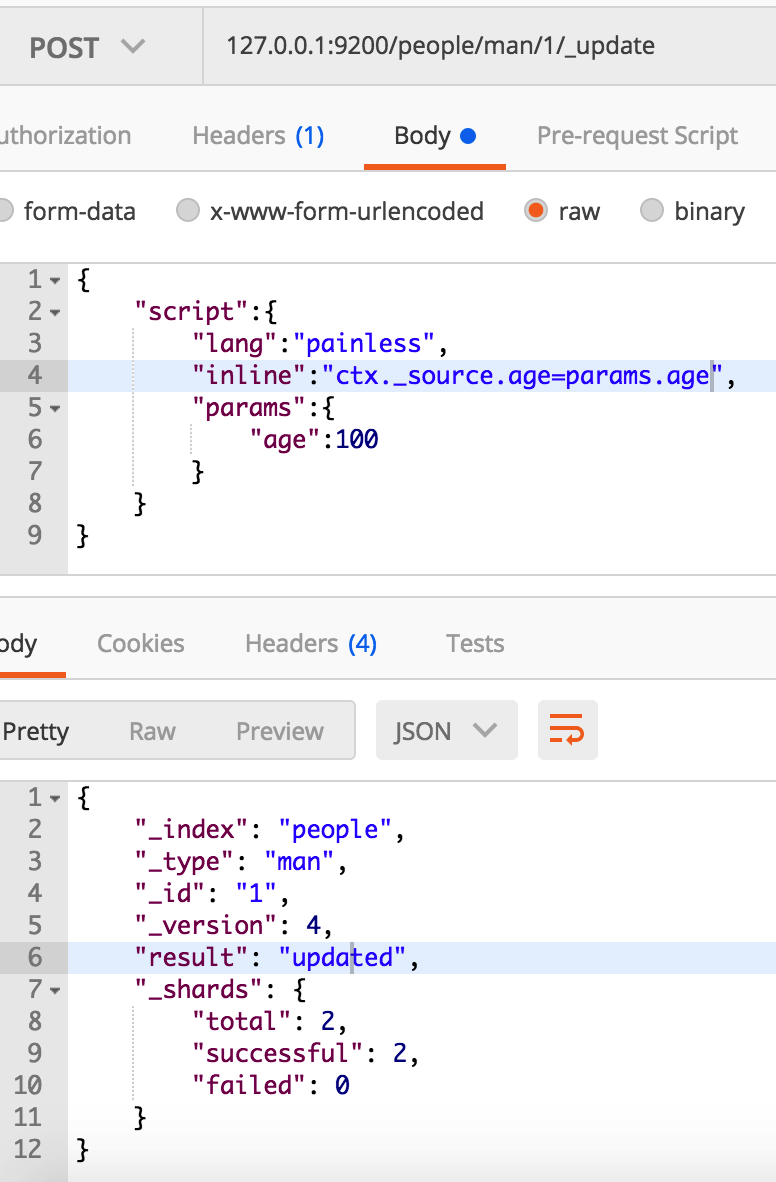 POST 127.0.0.1:9200/people/man/1/_update
uthorization Headers (1) Body Pre-request Script
form-data x-www-form-urlencoded raw binary
1 {
2 "script":{
3 "lang":"painless",
4 "inline":"ctx._source.age=params.age",
5 "params":{
6 "age":100
7 }
8 }
9 }
ody Cookies Headers (4) Tests
Pretty Raw Preview JSON
1 {
2 "_index": "people",
3 "_type": "man",
4 "_id": "1",
5 "_version": 4,
6 "result": "updated",
7 "_shards": {
8 "total": 2,
9 "successful": 2,
10 "failed": 0
11 }
12 }